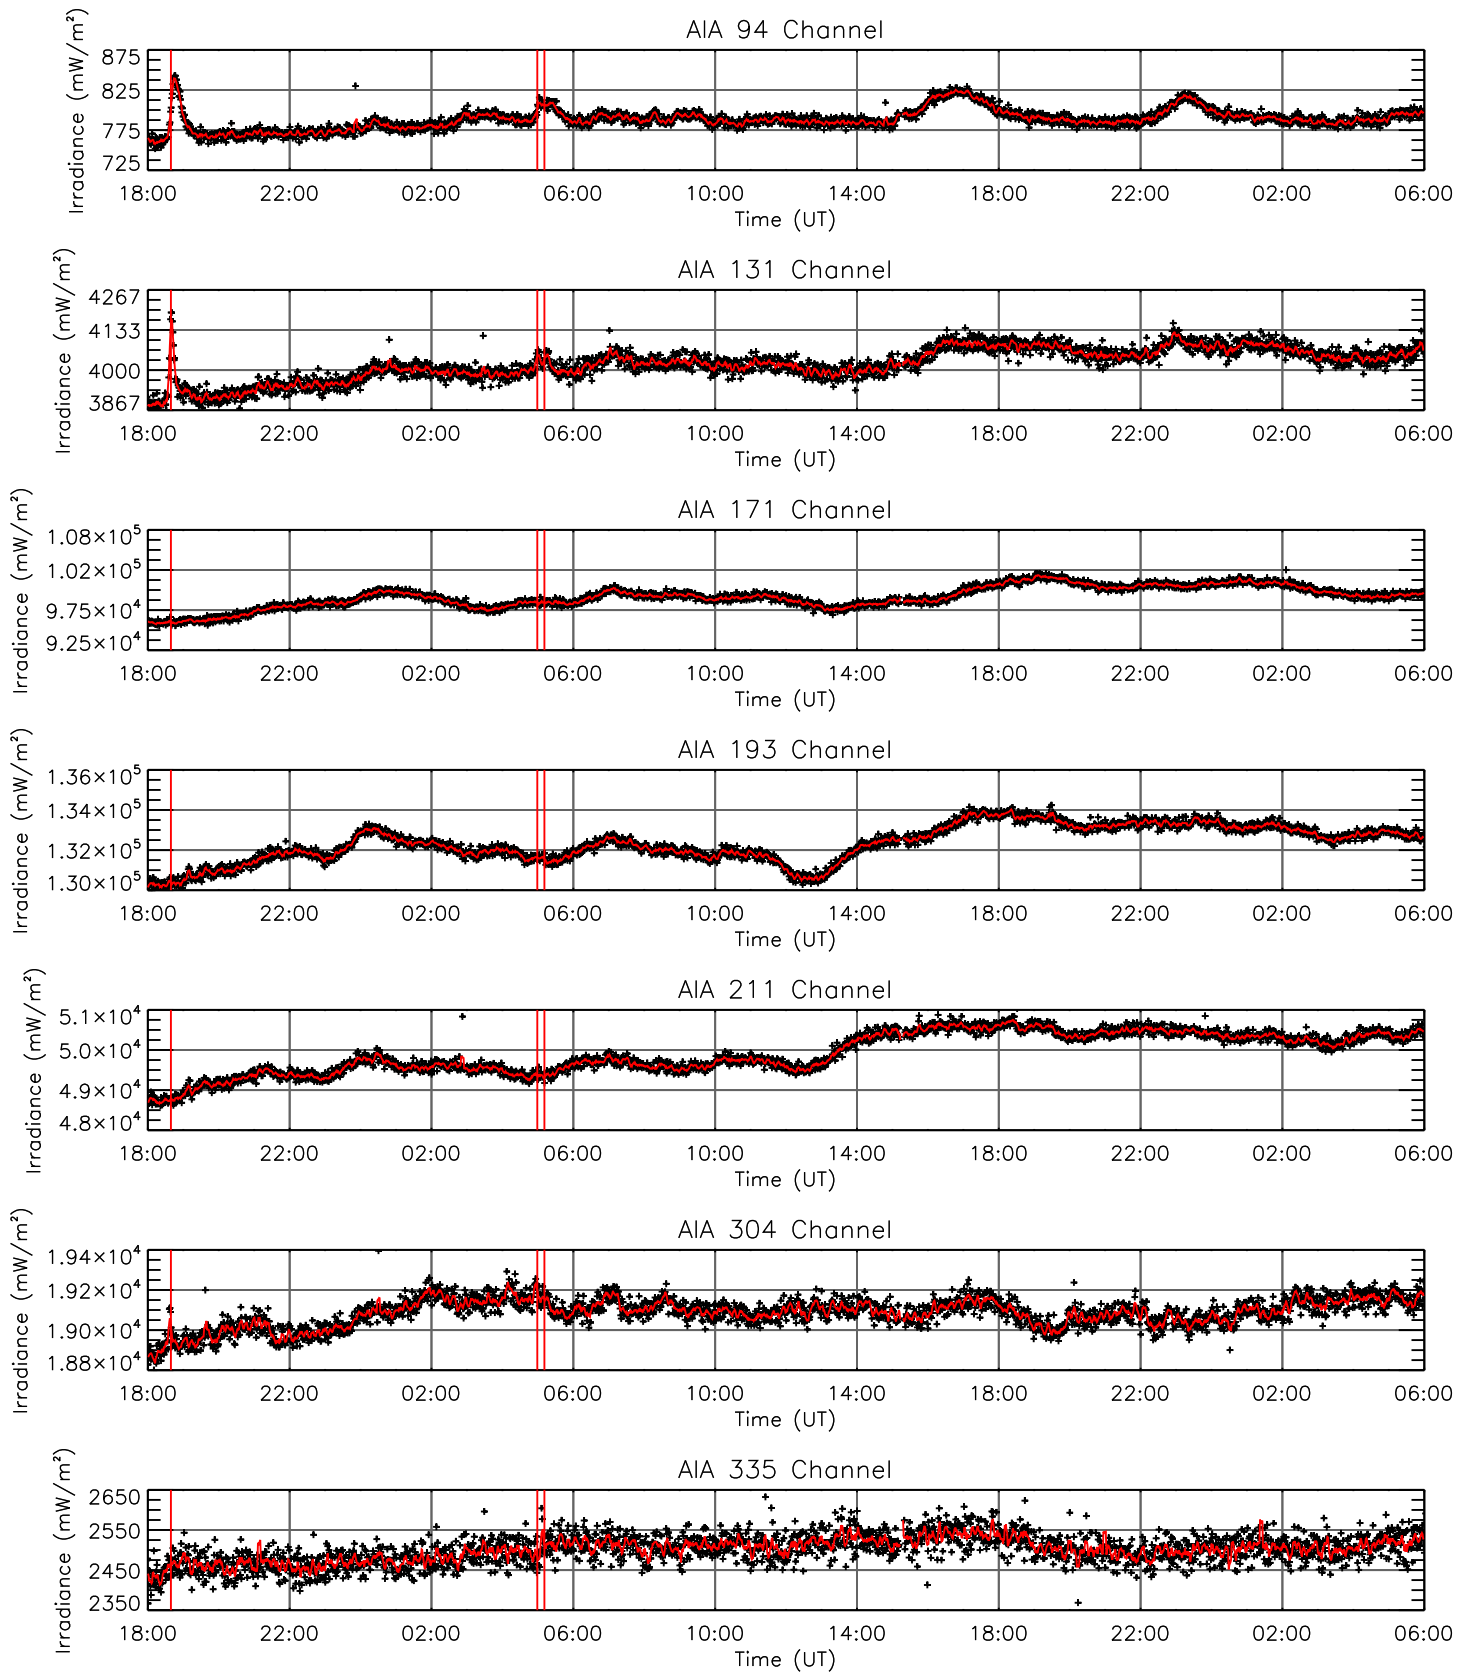 AIA 94 Channel
Irradiance (mW/m²)
875
825
775
725
18:00 22:00 02:00 06:00 10:00 14:00 18:00 22:00 02:00 06:00
Time (UT)
AIA 131 Channel
Irradiance (mW/m²)
4267
4133
4000
3867
18:00 22:00 02:00 06:00 10:00 14:00 18:00 22:00 02:00 06:00
Time (UT)
AIA 171 Channel
Irradiance (mW/m²)
1.08×10⁵
1.02×10⁵
9.75×10⁴
9.25×10⁴
18:00 22:00 02:00 06:00 10:00 14:00 18:00 22:00 02:00 06:00
Time (UT)
AIA 193 Channel
Irradiance (mW/m²)
1.36×10⁵
1.34×10⁵
1.32×10⁵
1.30×10⁵
18:00 22:00 02:00 06:00 10:00 14:00 18:00 22:00 02:00 06:00
Time (UT)
AIA 211 Channel
Irradiance (mW/m²)
5.1×10⁴
5.0×10⁴
4.9×10⁴
4.8×10⁴
18:00 22:00 02:00 06:00 10:00 14:00 18:00 22:00 02:00 06:00
Time (UT)
AIA 304 Channel
Irradiance (mW/m²)
1.94×10⁴
1.92×10⁴
1.90×10⁴
1.88×10⁴
18:00 22:00 02:00 06:00 10:00 14:00 18:00 22:00 02:00 06:00
Time (UT)
AIA 335 Channel
Irradiance (mW/m²)
2650
2550
2450
2350
18:00 22:00 02:00 06:00 10:00 14:00 18:00 22:00 02:00 06:00
Time (UT)